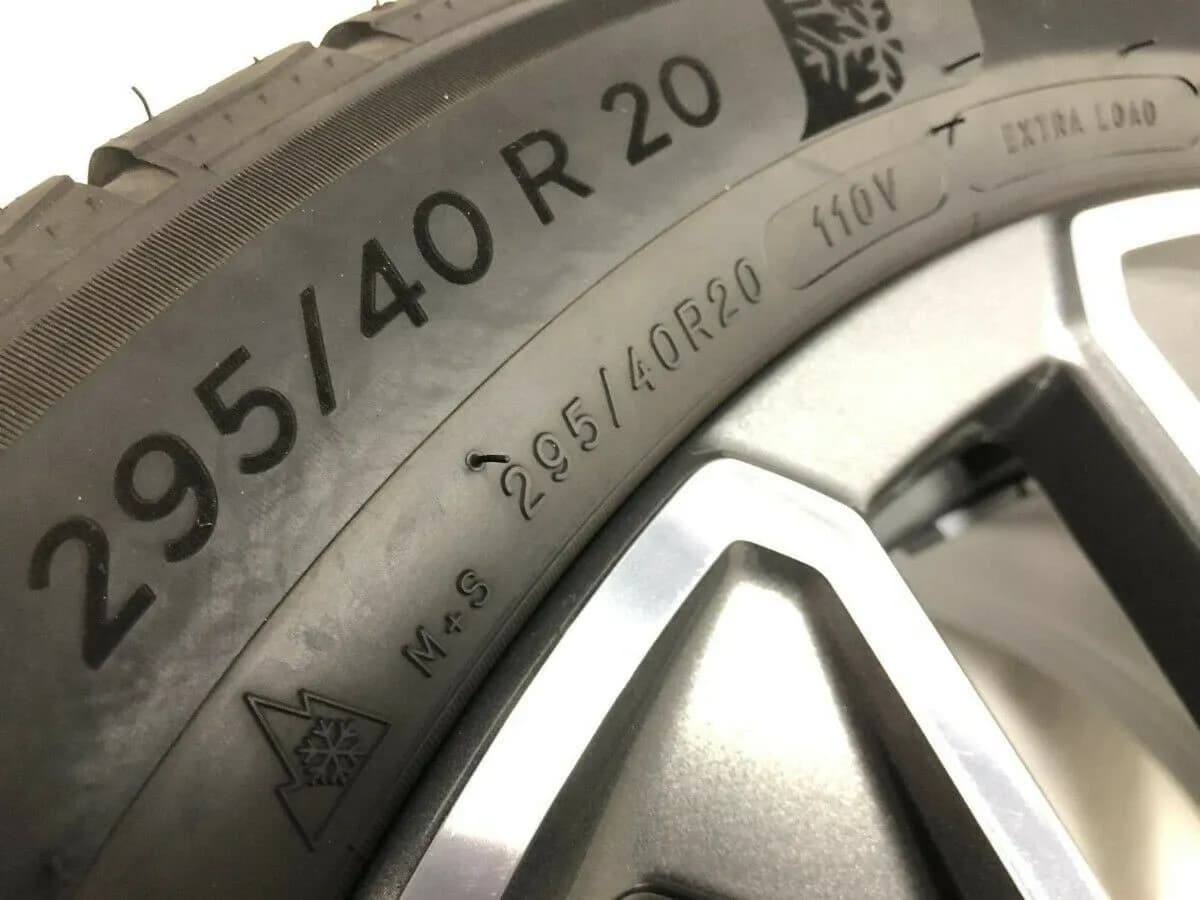 295/40 R 20
EXTRA LOAD
110V
295/40R20
M+S